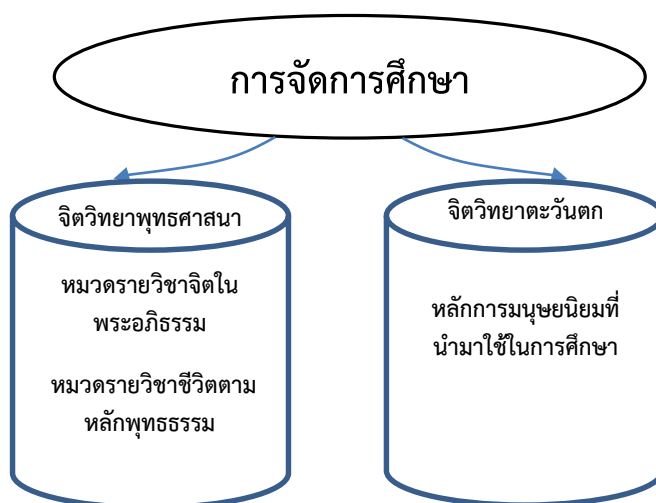 การจัดการศึกษา
จิตวิทยาพุทธศาสนา
หมวดรายวิชาจิตใน
พระอภิธรรม
หมวดรายวิชาชีวิตตาม
หลักพุทธธรรม
จิตวิทยาตะวันตก
หลักการมนุษยนิยมที่
นำมาใช้ในการศึกษา